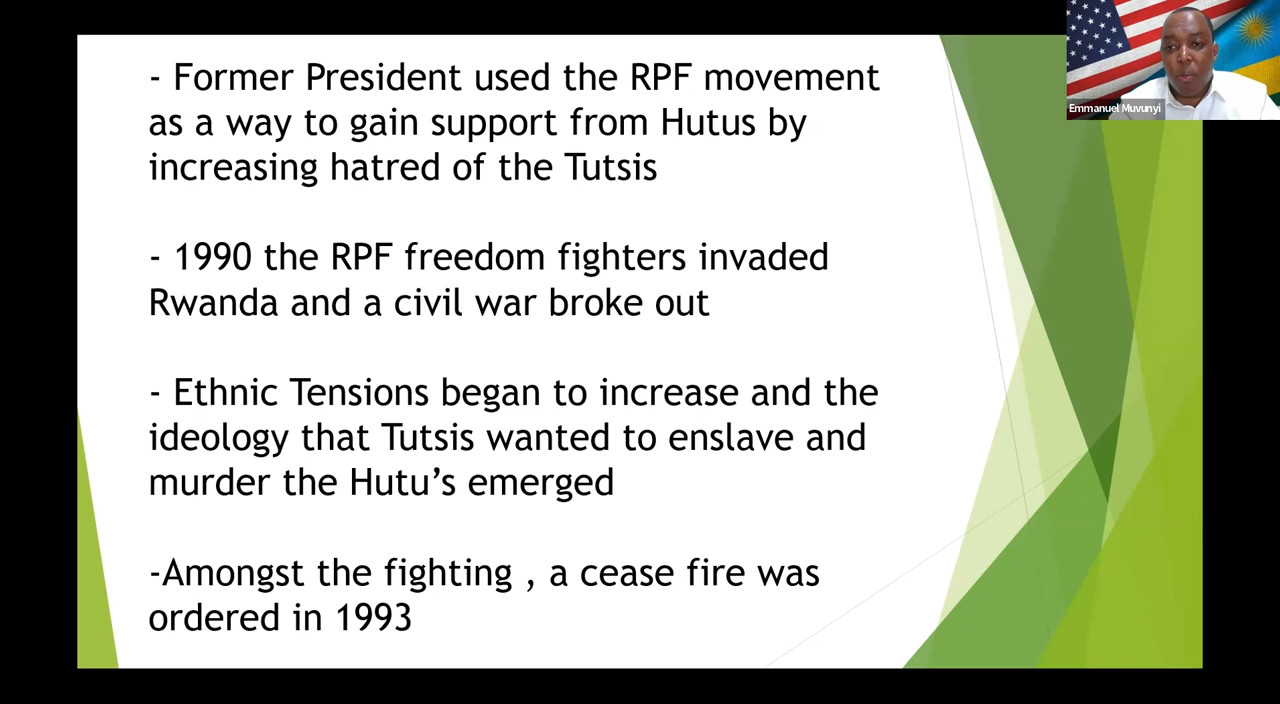 - Former President used the RPF movement
as a way to gain support from Hutus by
increasing hatred of the Tutsis
- 1990 the RPF freedom fighters invaded
Rwanda and a civil war broke out
- Ethnic Tensions began to increase and the
ideology that Tutsis wanted to enslave and
murder the Hutu’s emerged
-Amongst the fighting , a cease fire was
ordered in 1993
Emmanuel Muvunyi